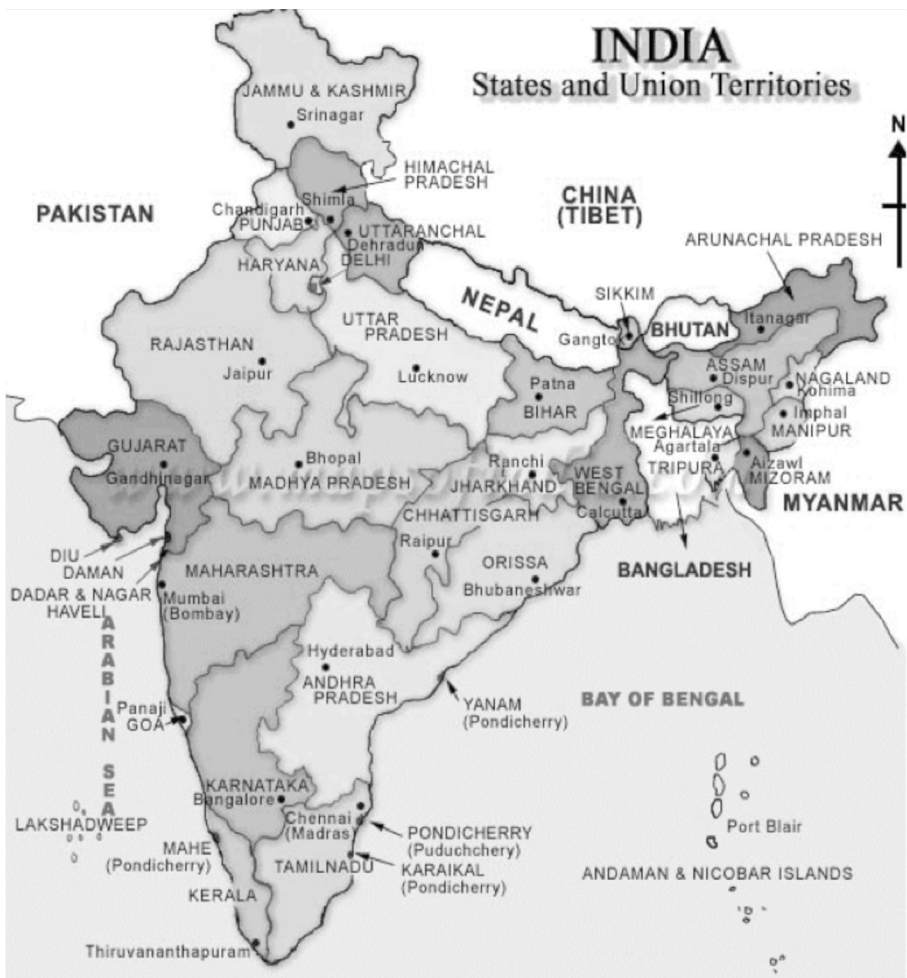 INDIA
States and Union Territories
JAMMU & KASHMIR
Srinagar
N
HIMACHAL
PRADESH
CHINA
(TIBET)
PAKISTAN
Shimla
Chandigarh
PUNJAB
UTTARANCHAL
Dehradun
ARUNACHAL PRADESH
HARYANA
DELHI
NEPAL
SIKKIM
UTTAR
PRADESH
Gangtok
BHUTAN
Itanagar
RAJASTHAN
Jaipur
Lucknow
ASSAM
Dispur
NAGALAND
Kohima
Patna
BIHAR
Shillong
Imphal
MANIPUR
MEGHALAYA
Agartala
TRIPURA
GUJARAT
Gandhinagar
Bhopal
MADHYA PRADESH
Ranchi
JHARKHAND
WEST
BENGAL
Calcutta
Aizawl
MIZORAM
MYANMAR
CHHATTISGARH
Raipur
DIU
DAMAN
DADAR & NAGAR
HAVELI
MAHARASHTRA
ORISSA
Bhubaneshwar
BANGLADESH
Mumbai
(Bombay)
ARABIAN SEA
Hyderabad
ANDHRA
PRADESH
YANAM
(Pondicherry)
BAY OF BENGAL
Panaji
GOA
KARNATAKA
Bangalore
Chennai
(Madras)
LAKSHADWEEP
MAHE
(Pondicherry)
PONDICHERRY
(Puduchchery)
Port Blair
TAMILNADU
KARAIKAL
(Pondicherry)
ANDAMAN & NICOBAR ISLANDS
KERALA
Thiruvananthapuram